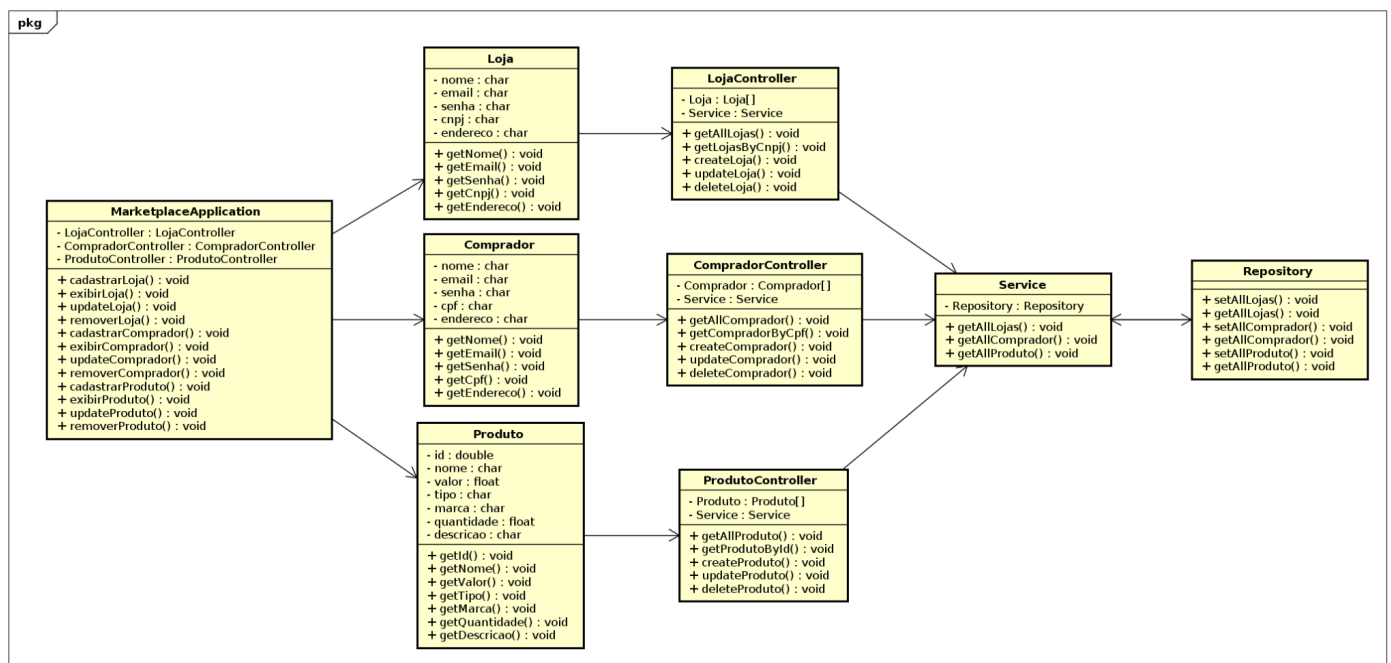 pkg
MarketplaceApplication
- LojaController : LojaController
- CompradorController : CompradorController
- ProdutoController : ProdutoController
+ cadastrarLoja() : void
+ exibirLoja() : void
+ updateLoja() : void
+ removerLoja() : void
+ cadastrarComprador() : void
+ exibirComprador() : void
+ updateComprador() : void
+ removerComprador() : void
+ cadastrarProduto() : void
+ exibirProduto() : void
+ updateProduto() : void
+ removerProduto() : void
Loja
- nome : char
- email : char
- senha : char
- cnpj : char
- endereco : char
+ getNome() : void
+ getEmail() : void
+ getSenha() : void
+ getCnpj() : void
+ getEndereco() : void
Comprador
- nome : char
- email : char
- senha : char
- cpf : char
- endereco : char
+ getNome() : void
+ getEmail() : void
+ getSenha() : void
+ getCpf() : void
+ getEndereco() : void
Produto
- id : double
- nome : char
- valor : float
- tipo : char
- marca : char
- quantidade : float
- descricao : char
+ getId() : void
+ getNome() : void
+ getValor() : void
+ getTipo() : void
+ getMarca() : void
+ getQuantidade() : void
+ getDescricao() : void
LojaController
- Loja : Loja[]
- Service : Service
+ getAllLojas() : void
+ getLojasByCnpj() : void
+ createLoja() : void
+ updateLoja() : void
+ deleteLoja() : void
CompradorController
- Comprador : Comprador[]
- Service : Service
+ getAllComprador() : void
+ getCompradorByCpf() : void
+ createComprador() : void
+ updateComprador() : void
+ deleteComprador() : void
ProdutoController
- Produto : Produto[]
- Service : Service
+ getAllProduto() : void
+ getProdutoById() : void
+ createProduto() : void
+ updateProduto() : void
+ deleteProduto() : void
Service
- Repository : Repository
+ getAllLojas() : void
+ getAllComprador() : void
+ getAllProduto() : void
Repository
+ setAllLojas() : void
+ getAllLojas() : void
+ setAllComprador() : void
+ getAllComprador() : void
+ setAllProduto() : void
+ getAllProduto() : void